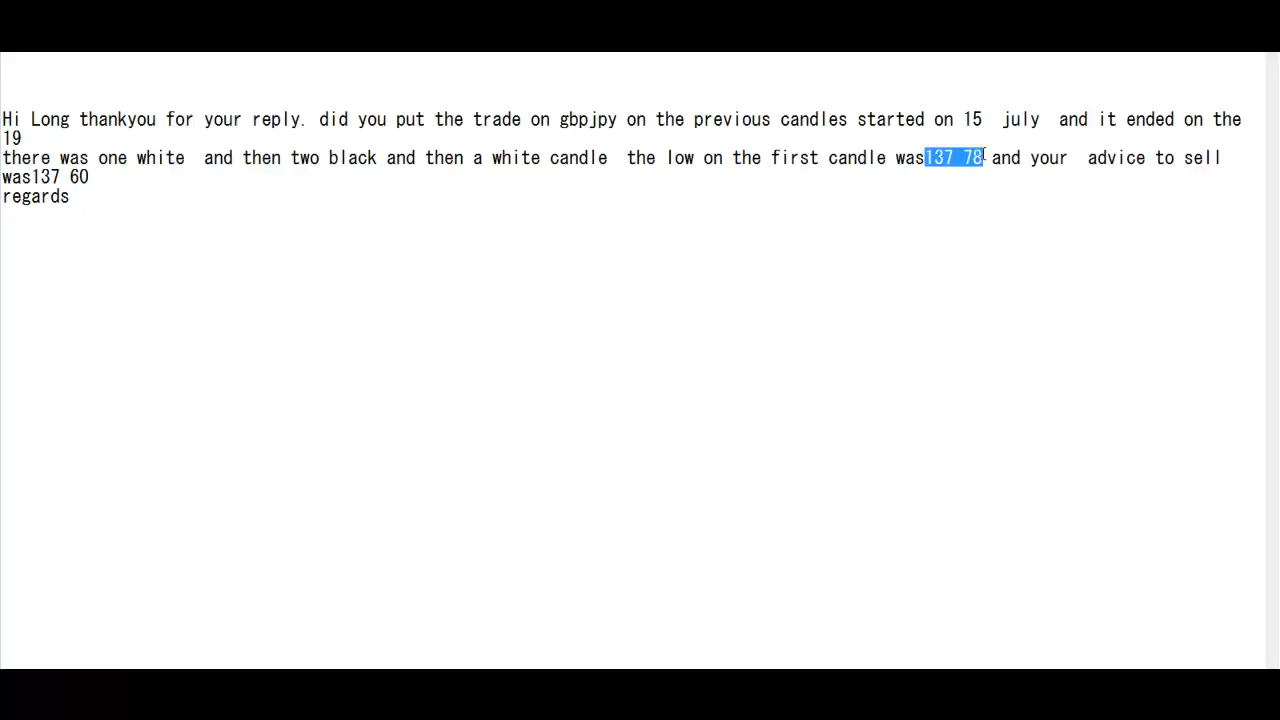 Hi Long thankyou for your reply. did you put the trade on gbpjpy on the previous candles started on 15  july  and it ended on the
19
there was one white  and then two black and then a white candle  the low on the first candle was137 78 and your  advice to sell
was137 60
regards